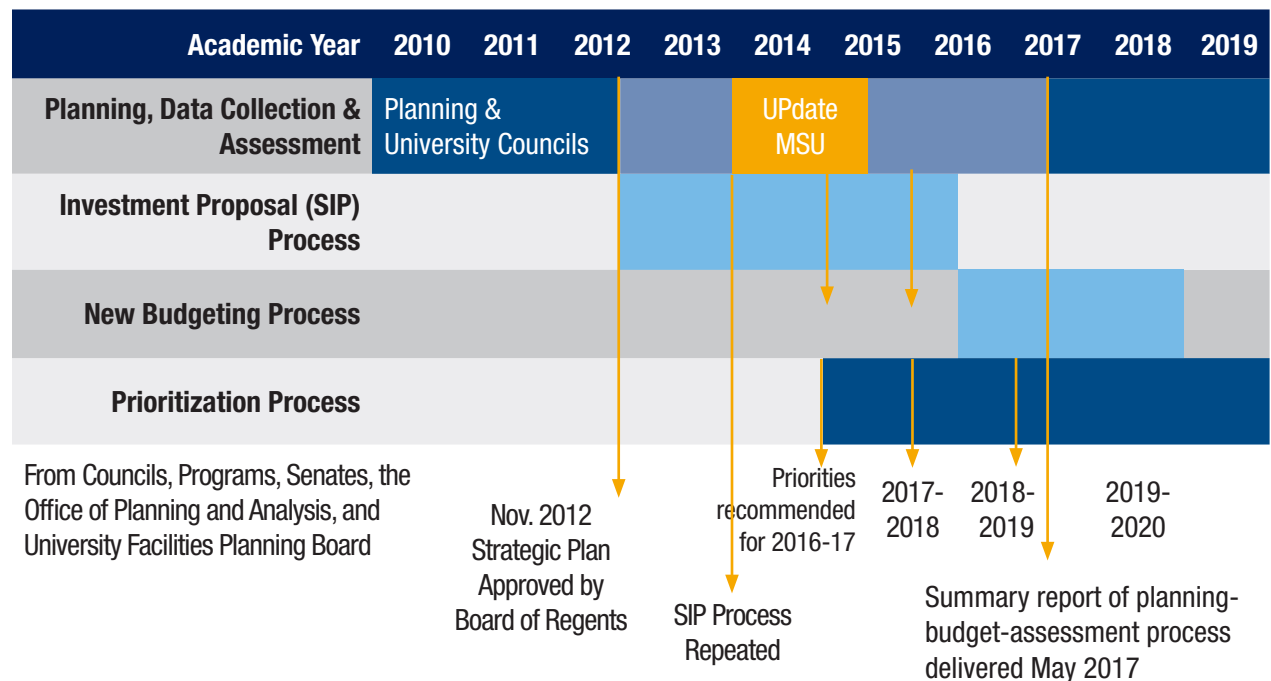 Academic Year 2010 2011 2012 2013 2014 2015 2016 2017 2018 2019
Planning, Data Collection &
Assessment
Planning &
University Councils
UPdate
MSU
Investment Proposal (SIP)
Process
New Budgeting Process
Prioritization Process
From Councils, Programs, Senates, the
Office of Planning and Analysis, and
University Facilities Planning Board
Nov. 2012
Strategic Plan
Approved by
Board of Regents
SIP Process
Repeated
Priorities
recommended
for 2016-17
2017-
2018
2018-
2019
2019-
2020
Summary report of planning-
budget-assessment process
delivered May 2017